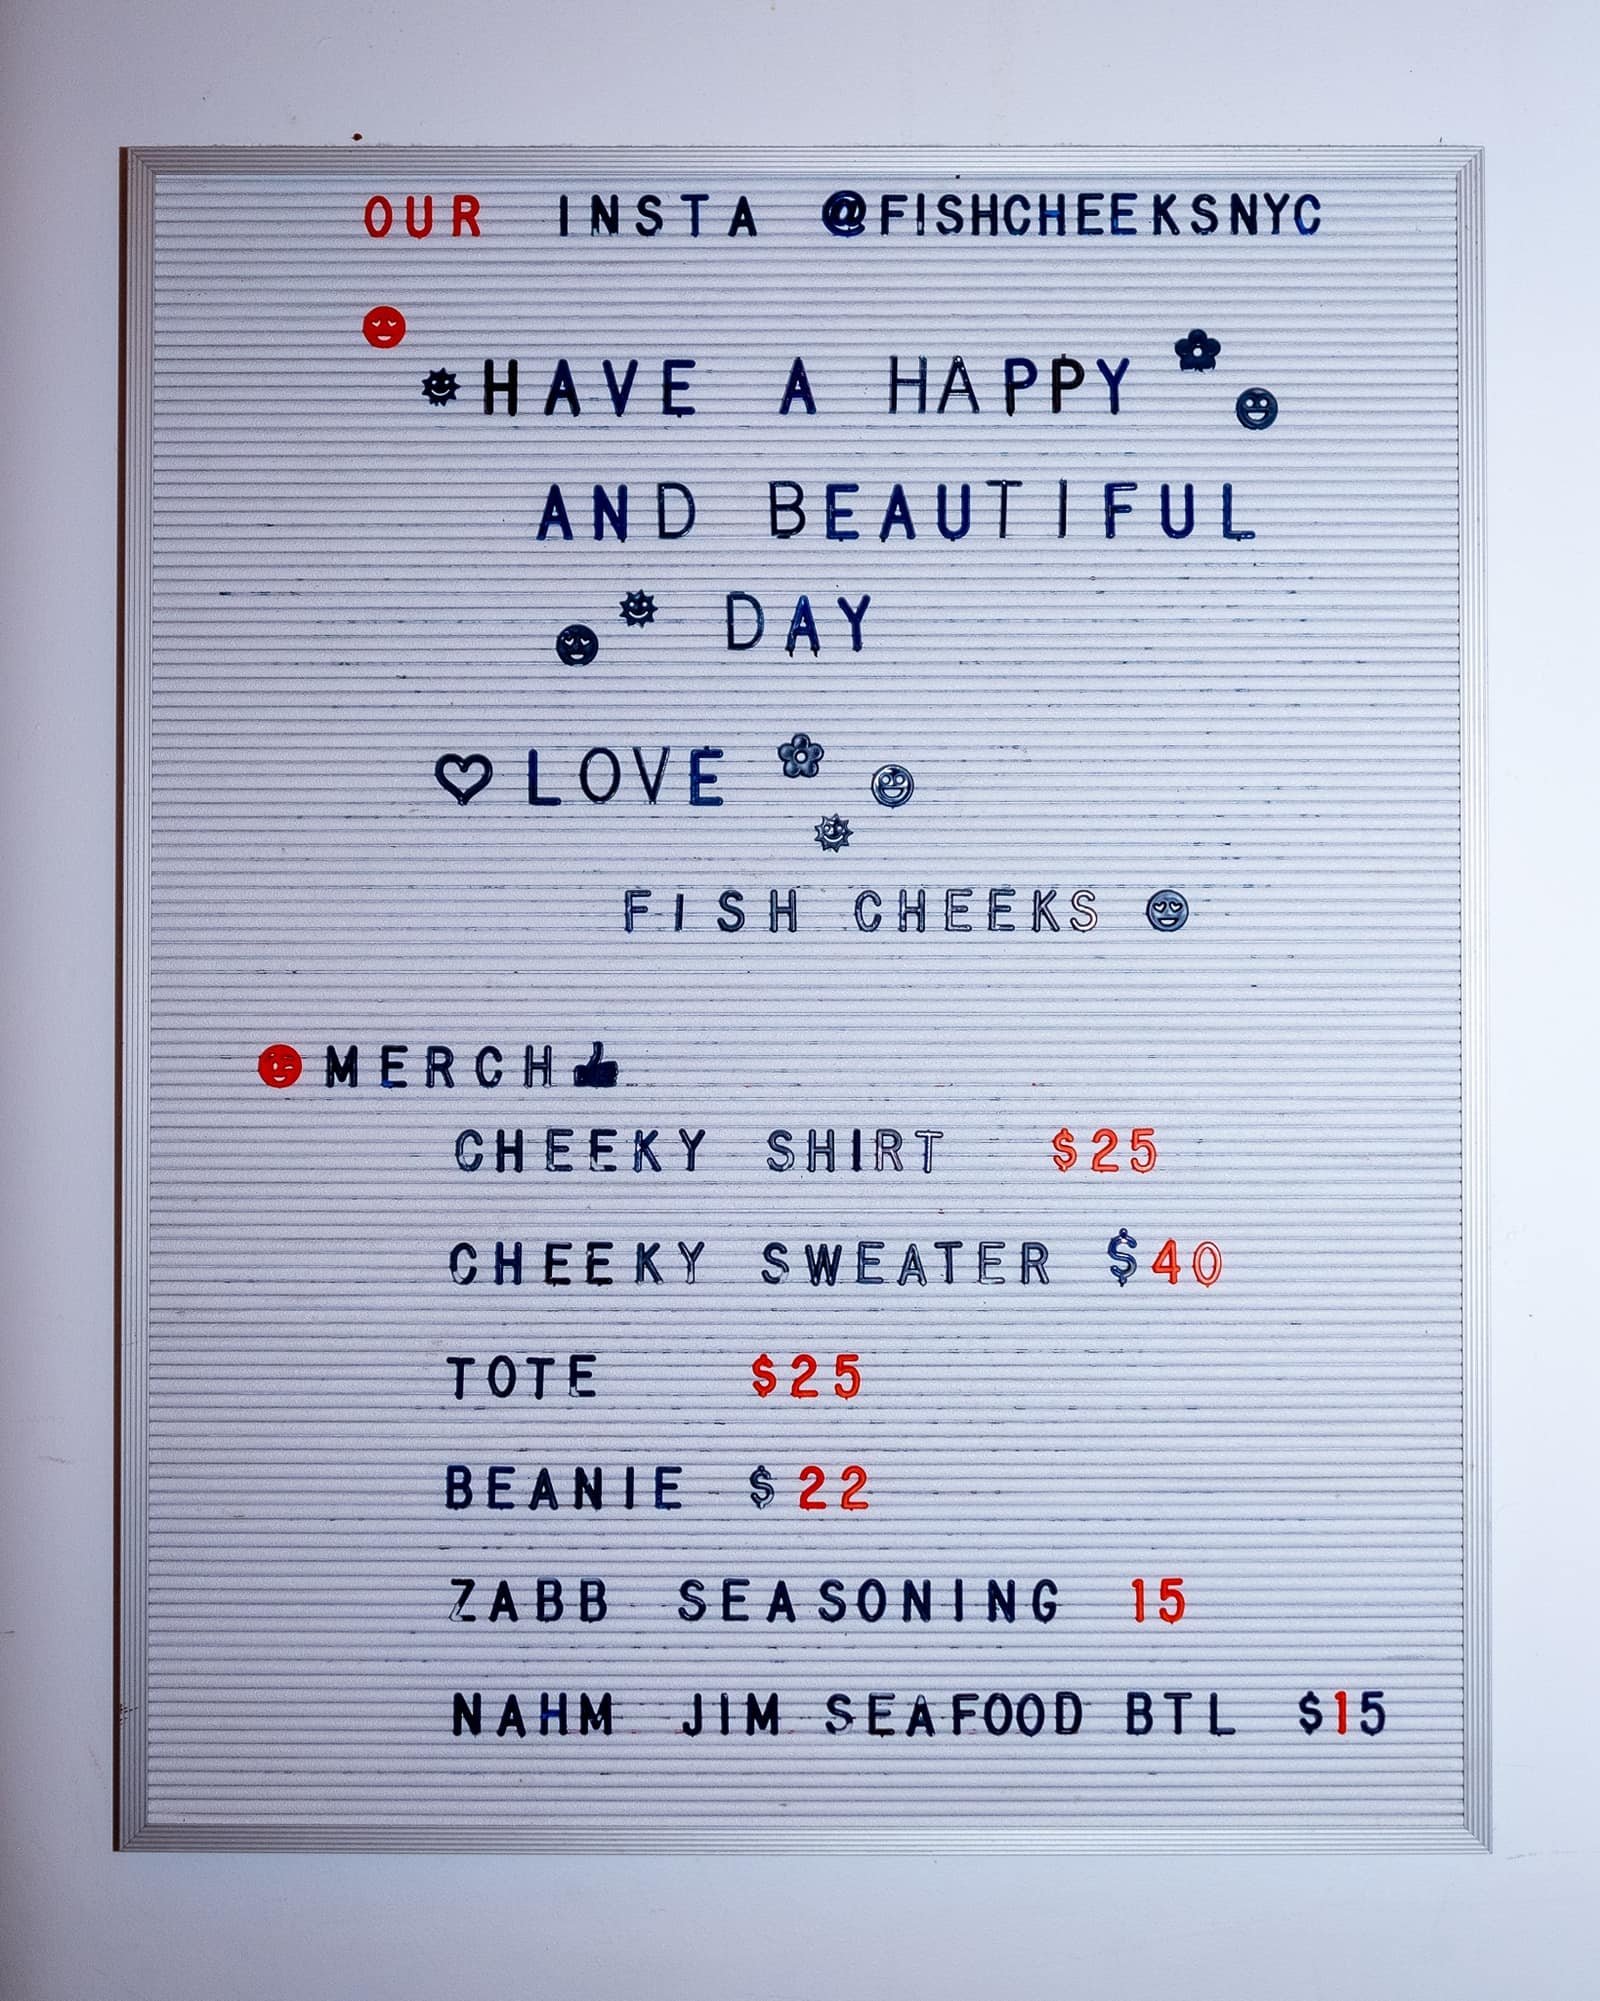 OUR INSTA @FISHCHEEKSNYC
HAVE A HAPPY
AND BEAUTIFUL
DAY
LOVE
FISH CHEEKS
MERCH
CHEEKY SHIRT $25
CHEEKY SWEATER $40
TOTE $25
BEANIE $22
ZABB SEASONING 15
NAHM JIM SEAFOOD BTL $15